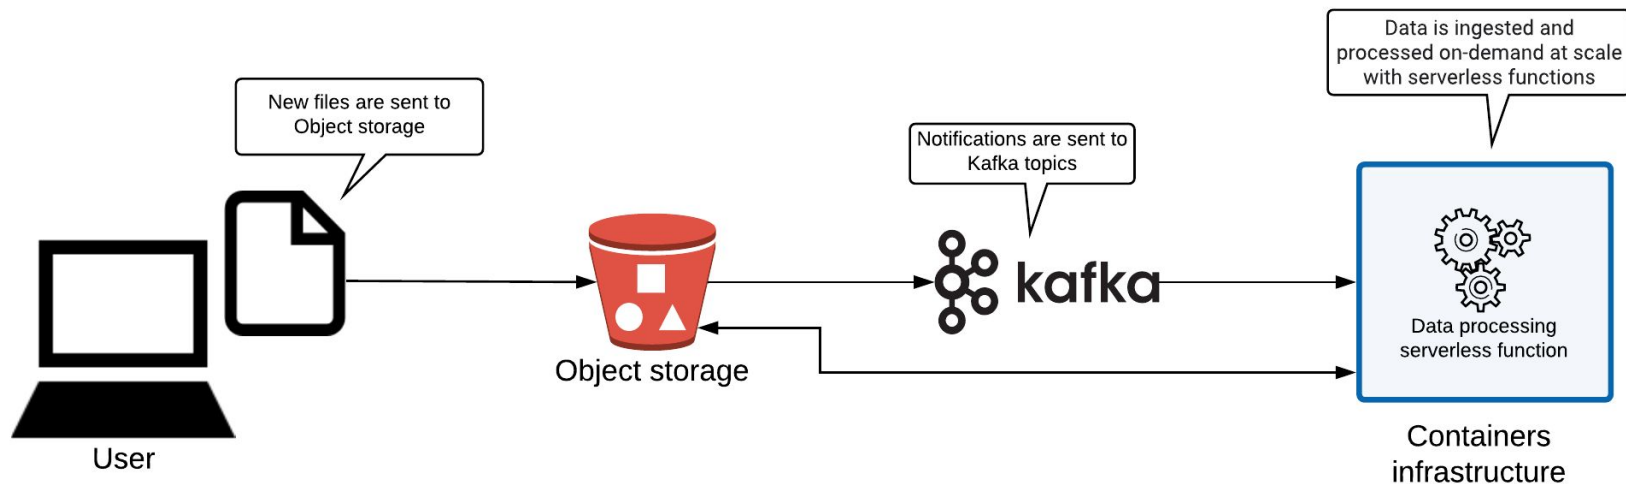 New files are sent to
Object storage
Notifications are sent to
Kafka topics
Data is ingested and
processed on-demand at scale
with serverless functions
kafka
Data processing
serverless function
Object storage
User
Containers
infrastructure